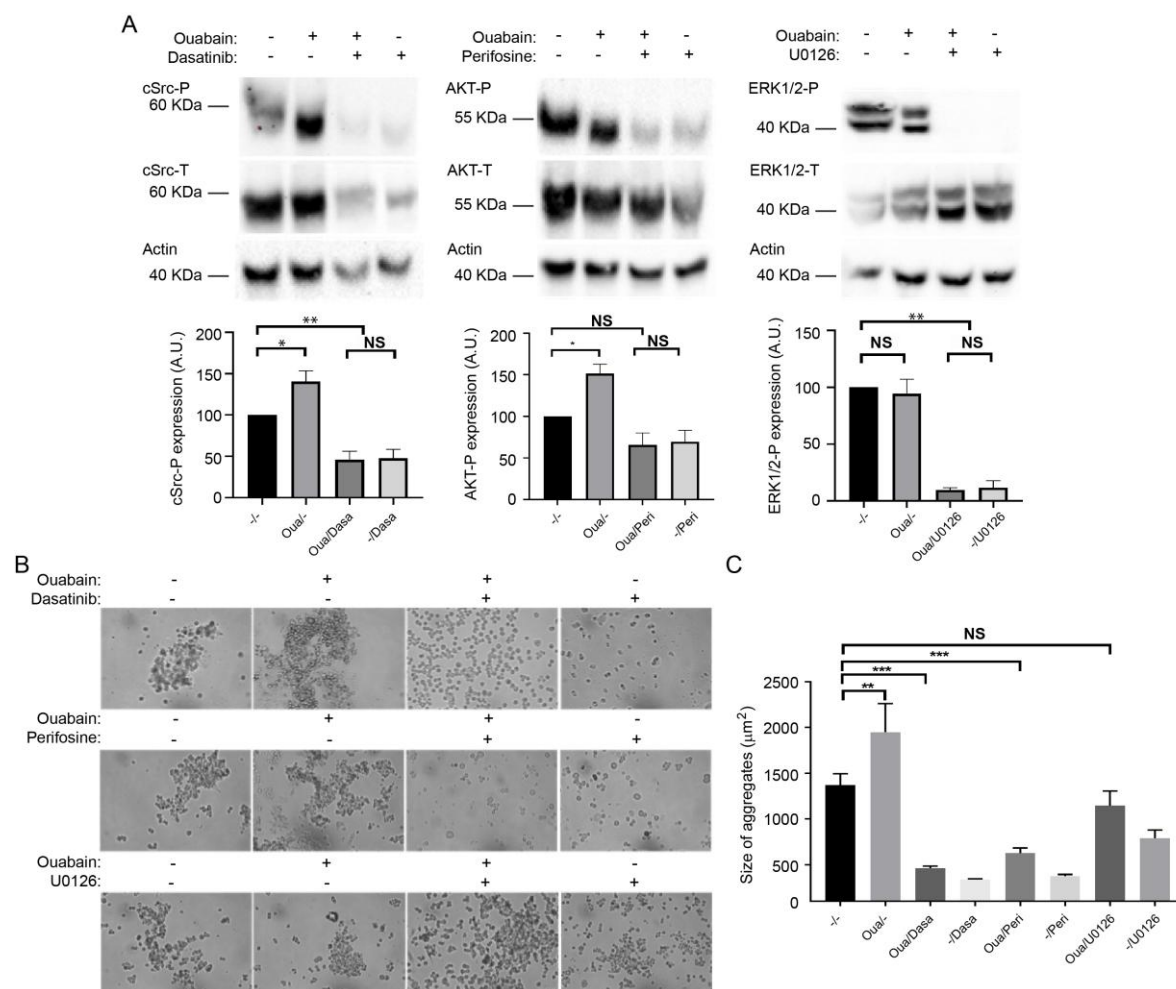 A
Ouabain: - + + -
Dasatinib: - - + +
cSrc-P
60 KDa
cSrc-T
60 KDa
Actin
40 KDa
200
150
100
50
0
cSrc-P expression (A.U.)
**
*
NS
-/-
Oua/-
Oua/Dasa
-/Dasa
Ouabain: - + + -
Perifosine: - - + +
AKT-P
55 KDa
AKT-T
55 KDa
Actin
40 KDa
200
150
100
50
0
AKT-P expression (A.U.)
NS
*
NS
-/-
Oua/-
Oua/Peri
-/Peri
Ouabain: - + + -
U0126: - - + +
ERK1/2-P
40 KDa
ERK1/2-T
40 KDa
Actin
40 KDa
150
100
50
0
ERK1/2-P expression (A.U.)
**
NS
NS
-/-
Oua/-
Oua/U0126
-/U0126
B
Ouabain: - + + -
Dasatinib: - - + +
Ouabain: - + + -
Perifosine: - - + +
Ouabain: - + + -
U0126: - - + +
C
NS
***
***
**
2500
2000
1500
1000
500
0
Size of aggregates (µm²)
-/-
Oua/-
Oua/Dasa
-/Dasa
Oua/Peri
-/Peri
Oua/U0126
-/U0126